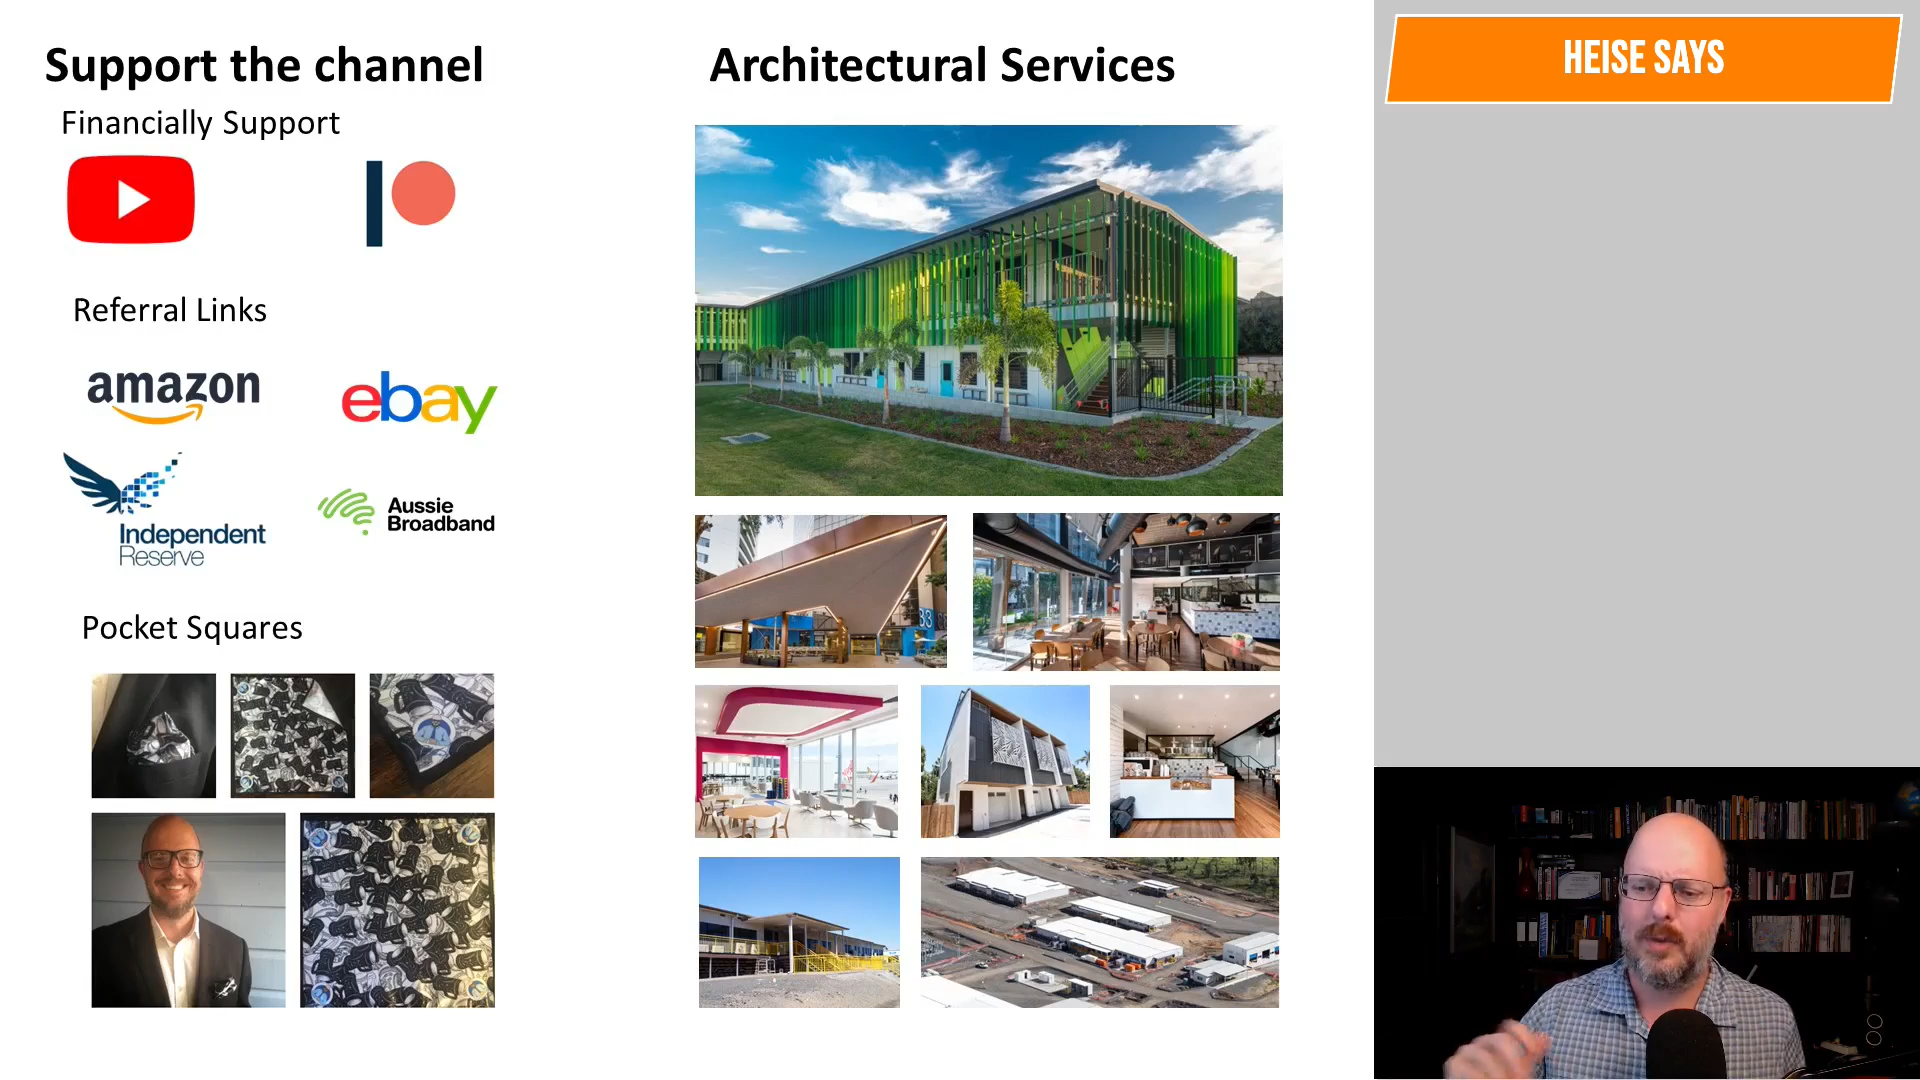 Support the channel
Financially Support
Referral Links
amazon
ebay
Independent
Reserve
Aussie
Broadband
Pocket Squares
Architectural Services
33
HEISE SAYS